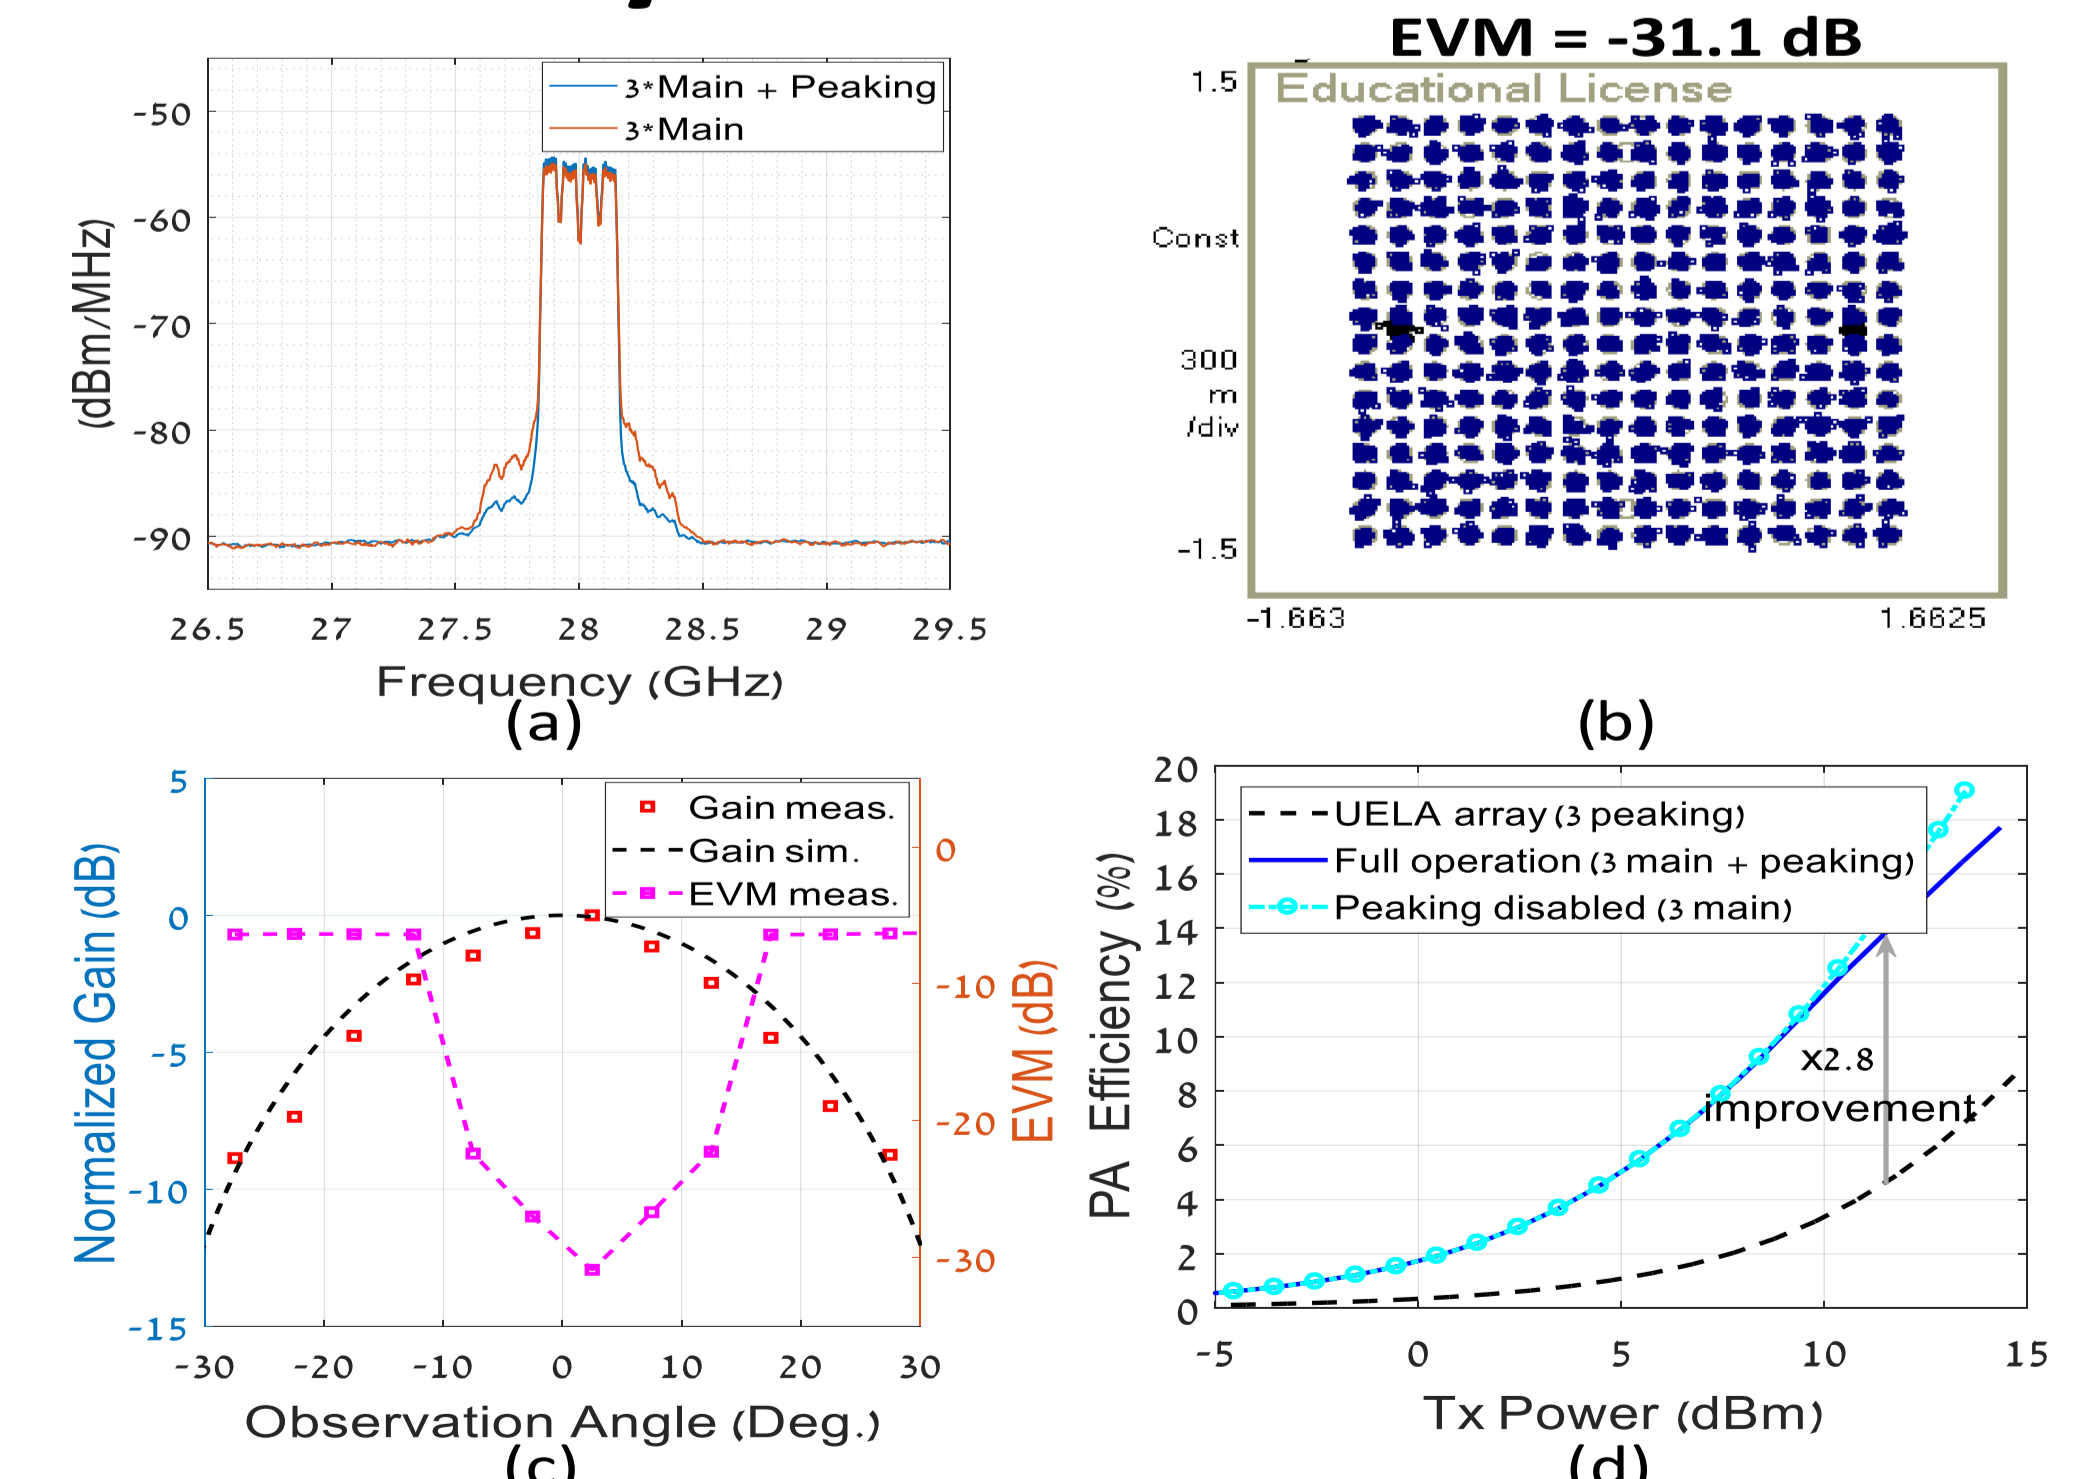 3*Main + Peaking
3*Main
-50
-60
-70
-80
-90
(dBm/MHz)
26.5 27 27.5 28 28.5 29 29.5
Frequency (GHz)
(a)
EVM = -31.1 dB
Educational License
1.5
Const
300
m
/div
-1.5
-1.663 1.6625
(b)
Gain meas.
Gain sim.
EVM meas.
5
0
-5
-10
-15
Normalized Gain (dB)
0
-10
-20
-30
EVM (dB)
-30 -20 -10 0 10 20 30
Observation Angle (Deg.)
(c)
UELA array (3 peaking)
Full operation (3 main + peaking)
Peaking disabled (3 main)
20
18
16
14
12
10
8
6
4
2
0
PA Efficiency (%)
x2.8
improvement
-5 0 5 10 15
Tx Power (dBm)
(d)